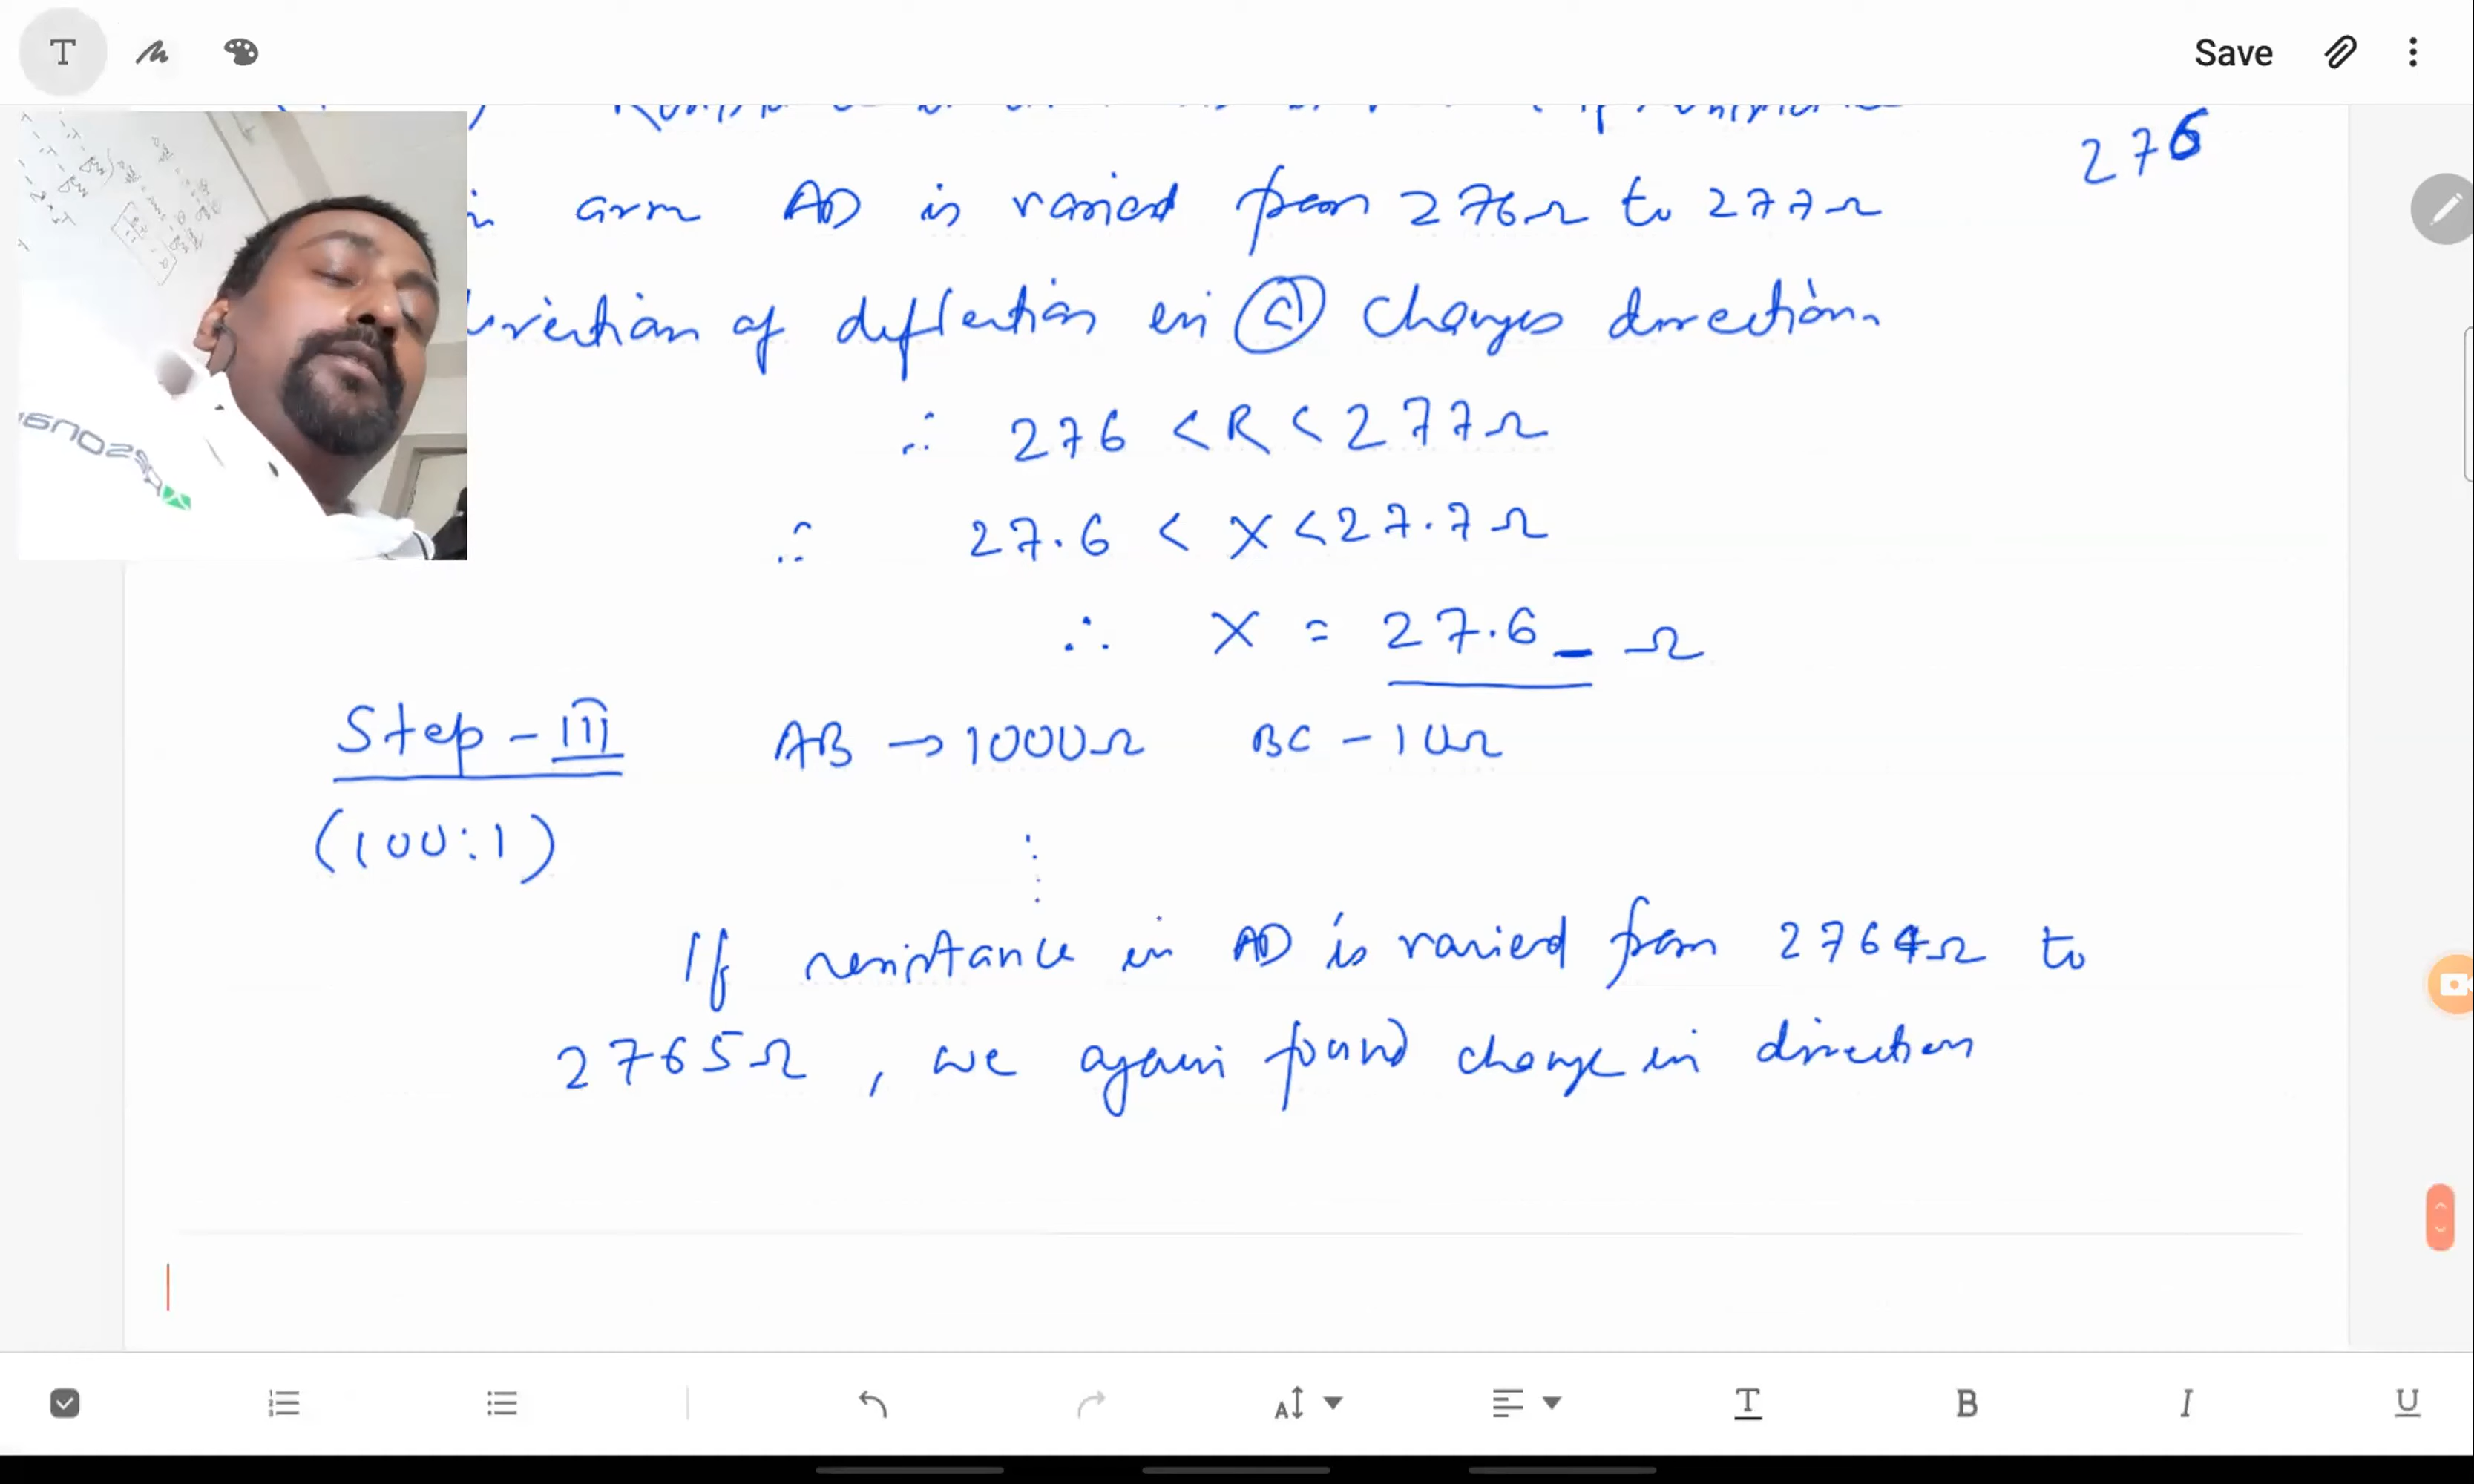 T Save
276
in arm AD is varied from 276Ω to 277Ω
deflection in G changes direction.
∴ 276 < R < 277Ω
∴ 27.6 < X < 27.7Ω
∴ X = 27.6_ Ω
Step - III AB → 1000Ω BC - 10Ω
(100:1)
If resistance in AD is varied from 2764Ω to
2765Ω, we again found change in direction
T B I U